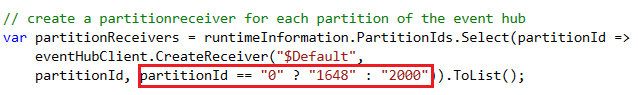 // create a partitionreceiver for each partition of the event hub
var partitionReceivers = runtimeInformation.PartitionIds.Select(partitionId =>
eventHubClient.CreateReceiver("$Default",
partitionId, partitionId == "0" ? "1648" : "2000")).ToList();